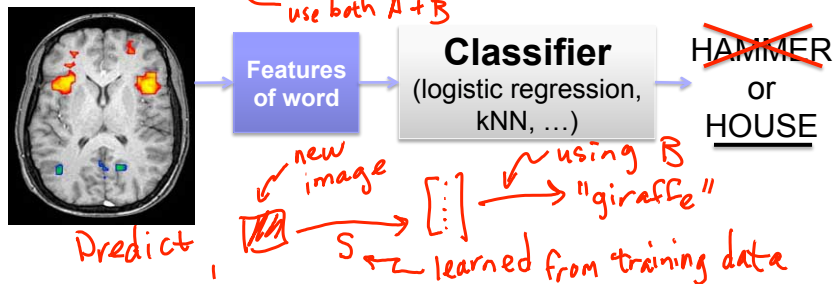 use both A + B
Features
of word
Classifier
(logistic regression,
kNN, …)
HAMMER
or
HOUSE
new
image
using B
"giraffe"
Predict
S
learned from training data